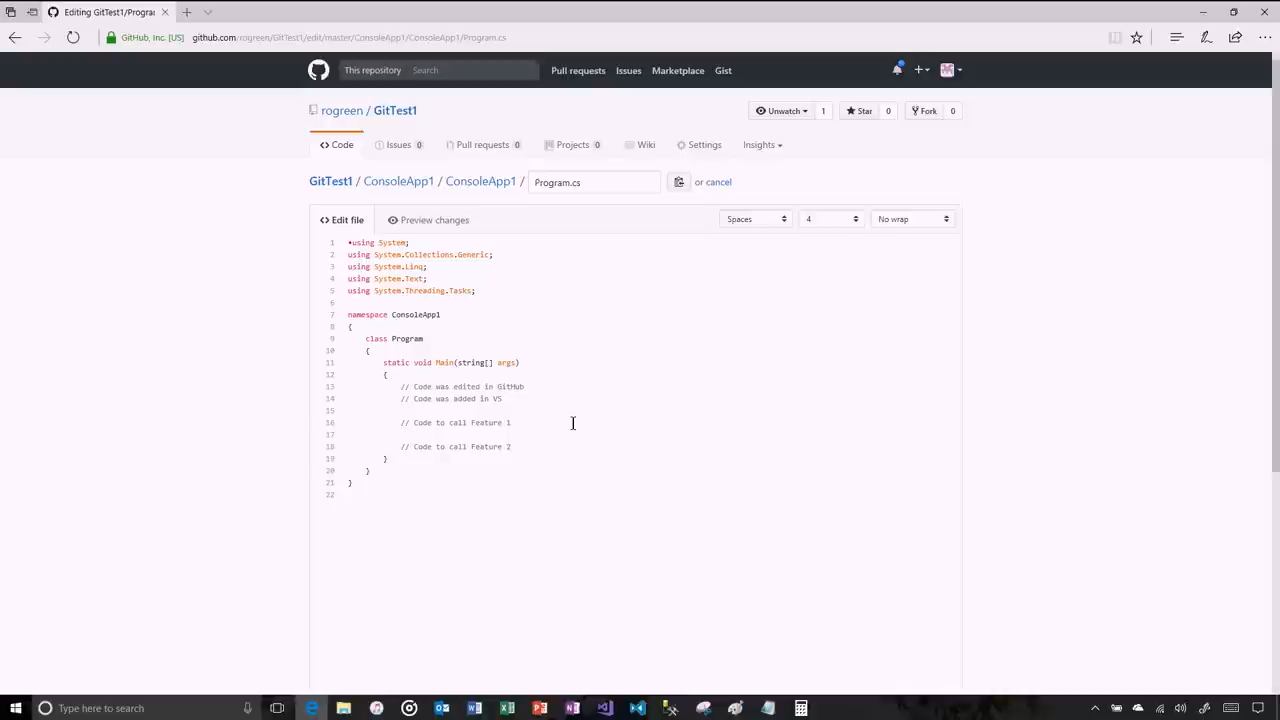 Editing GitTest1/Progra
GitHub, Inc. [US] github.com/rogreen/GitTest1/edit/master/ConsoleApp1/ConsoleApp1/Program.cs
This repository Search Pull requests Issues Marketplace Gist
rogreen / GitTest1 Unwatch 1 Star 0 Fork 0
<> Code Issues 0 Pull requests 0 Projects 0 Wiki Settings Insights
GitTest1 / ConsoleApp1 / ConsoleApp1 / Program.cs or cancel
<> Edit file Preview changes Spaces 4 No wrap
1 •using System;
2 using System.Collections.Generic;
3 using System.Linq;
4 using System.Text;
5 using System.Threading.Tasks;
6
7 namespace ConsoleApp1
8 {
9 class Program
10 {
11 static void Main(string[] args)
12 {
13 // Code was edited in GitHub
14 // Code was added in VS
15
16 // Code to call Feature 1
17
18 // Code to call Feature 2
19 }
20 }
21 }
22
Type here to search